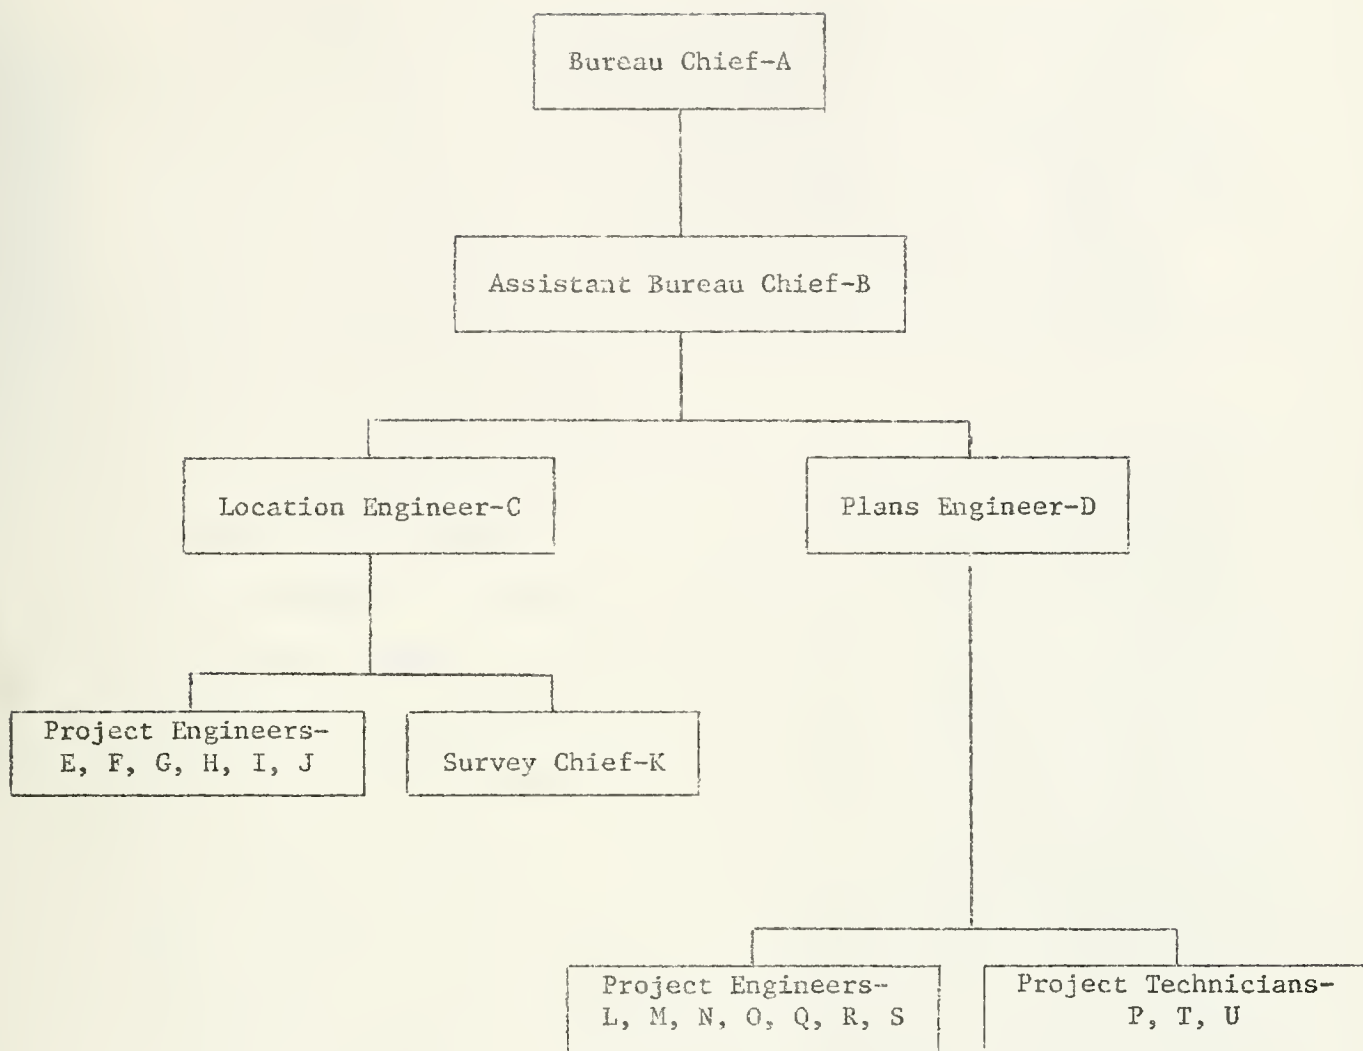 Bureau Chief-A
Assistant Bureau Chief-B
Location Engineer-C
Plans Engineer-D
Project Engineers-
E, F, G, H, I, J
Survey Chief-K
Project Engineers-
L, M, N, O, Q, R, S
Project Technicians-
P, T, U